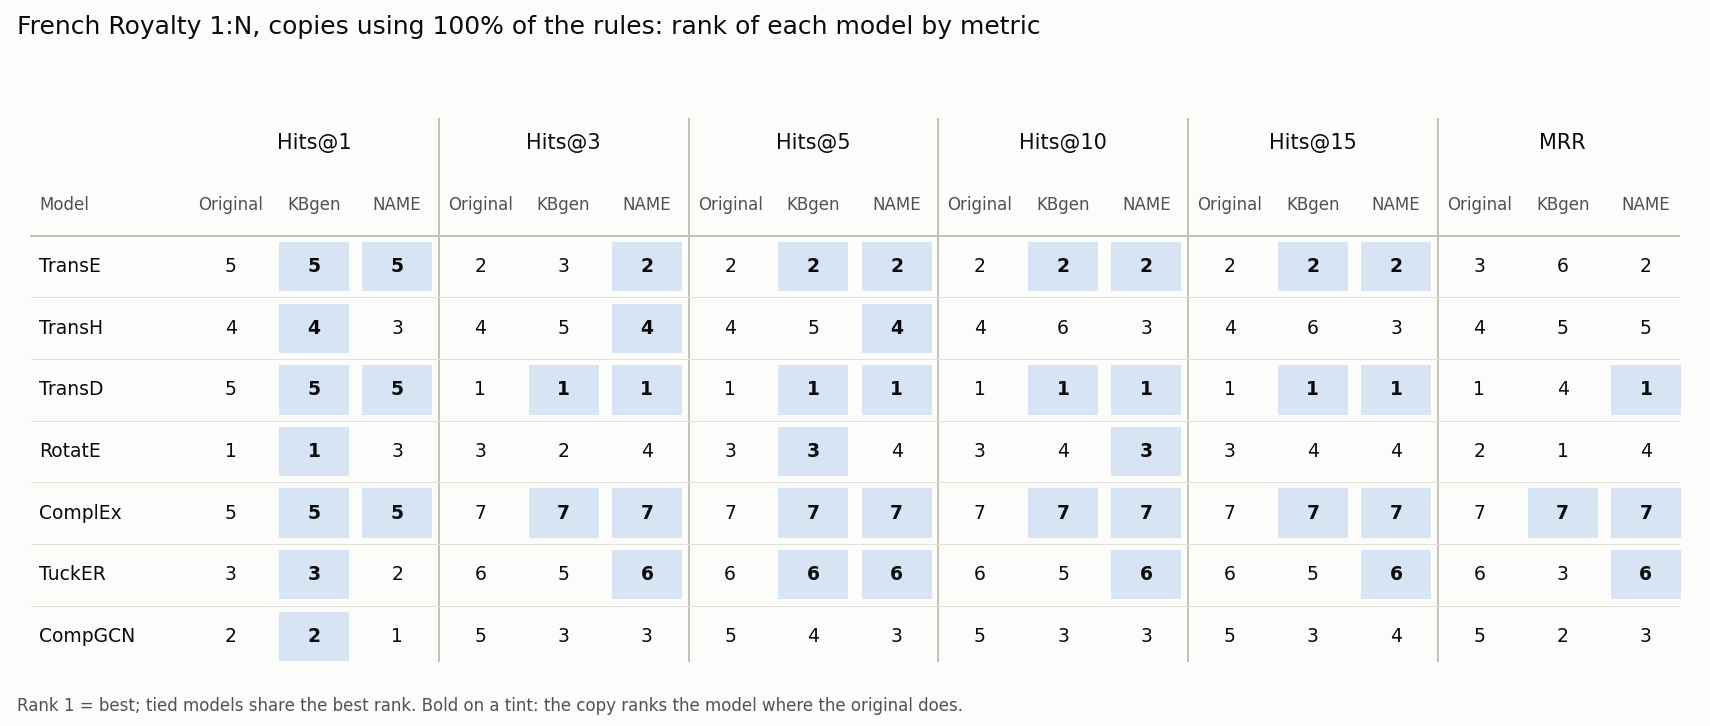 French Royalty 1:N, copies using 100% of the rules: rank of each model by metric
Hits@1 Hits@3 Hits@5 Hits@10 Hits@15 MRR
Model Original KBgen NAME Original KBgen NAME Original KBgen NAME Original KBgen NAME Original KBgen NAME Original KBgen NAME
TransE 5 5 5 2 3 2 2 2 2 2 2 2 2 2 2 3 6 2
TransH 4 4 3 4 5 4 4 5 4 4 6 3 4 6 3 4 5 5
TransD 5 5 5 1 1 1 1 1 1 1 1 1 1 1 1 1 4 1
RotatE 1 1 3 3 2 4 3 3 4 3 4 3 3 4 4 2 1 4
ComplEx 5 5 5 7 7 7 7 7 7 7 7 7 7 7 7 7 7 7
TuckER 3 3 2 6 5 6 6 6 6 6 5 6 6 5 6 6 3 6
CompGCN 2 2 1 5 3 3 5 4 3 5 3 3 5 3 4 5 2 3
Rank 1 = best; tied models share the best rank. Bold on a tint: the copy ranks the model where the original does.